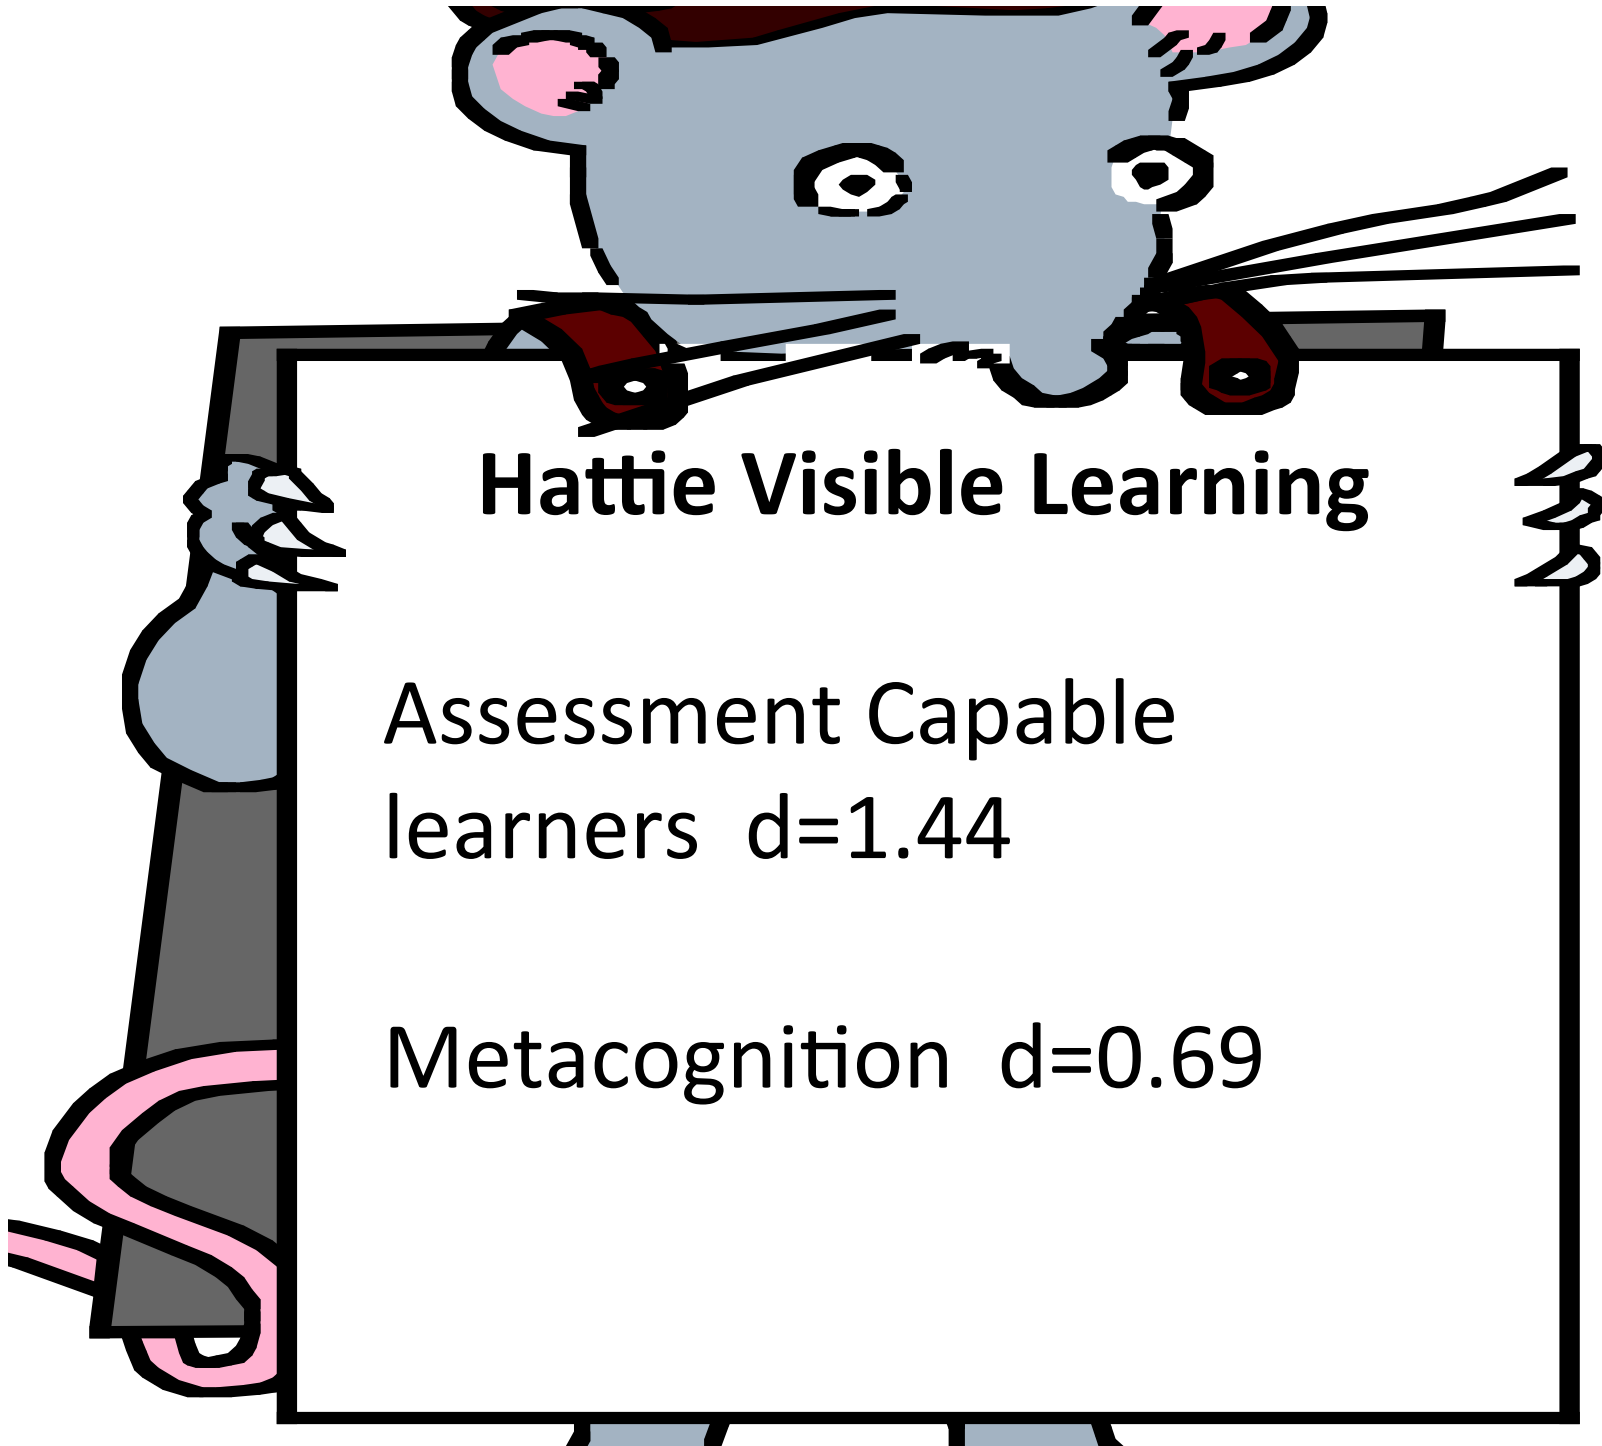 Hattie Visible Learning
Assessment Capable
learners d=1.44
Metacognition d=0.69